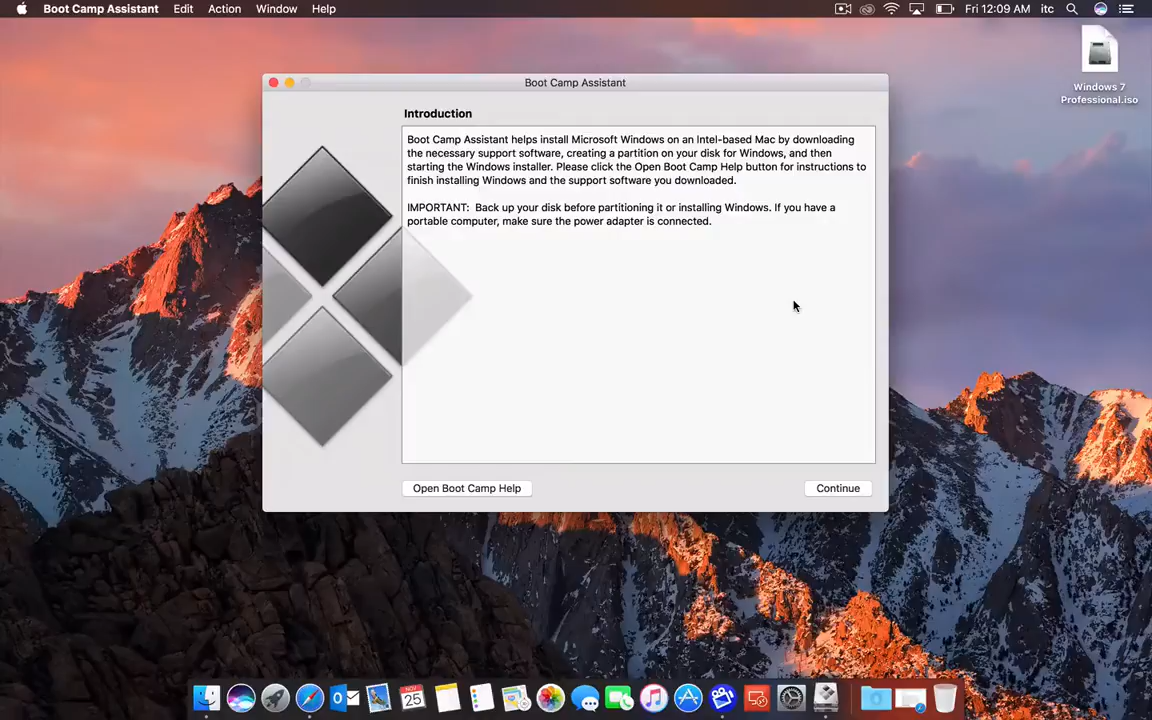 Boot Camp Assistant Edit Action Window Help Fri 12:09 AM itc
Boot Camp Assistant
Windows 7
Professional.iso
Introduction
Boot Camp Assistant helps install Microsoft Windows on an Intel-based Mac by downloading
the necessary support software, creating a partition on your disk for Windows, and then
starting the Windows installer. Please click the Open Boot Camp Help button for instructions to
finish installing Windows and the support software you downloaded.
IMPORTANT: Back up your disk before partitioning it or installing Windows. If you have a
portable computer, make sure the power adapter is connected.
Open Boot Camp Help Continue
NOV
25